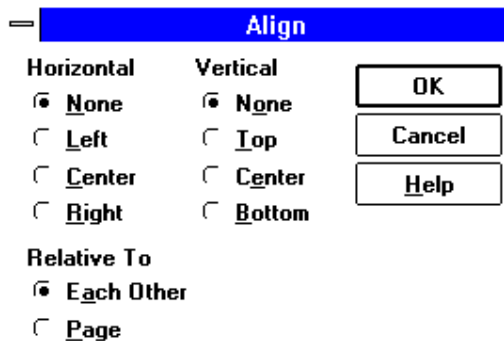 Align
Horizontal
None
Left
Center
Right
Vertical
None
Top
Center
Bottom
OK
Cancel
Help
Relative To
Each Other
Page